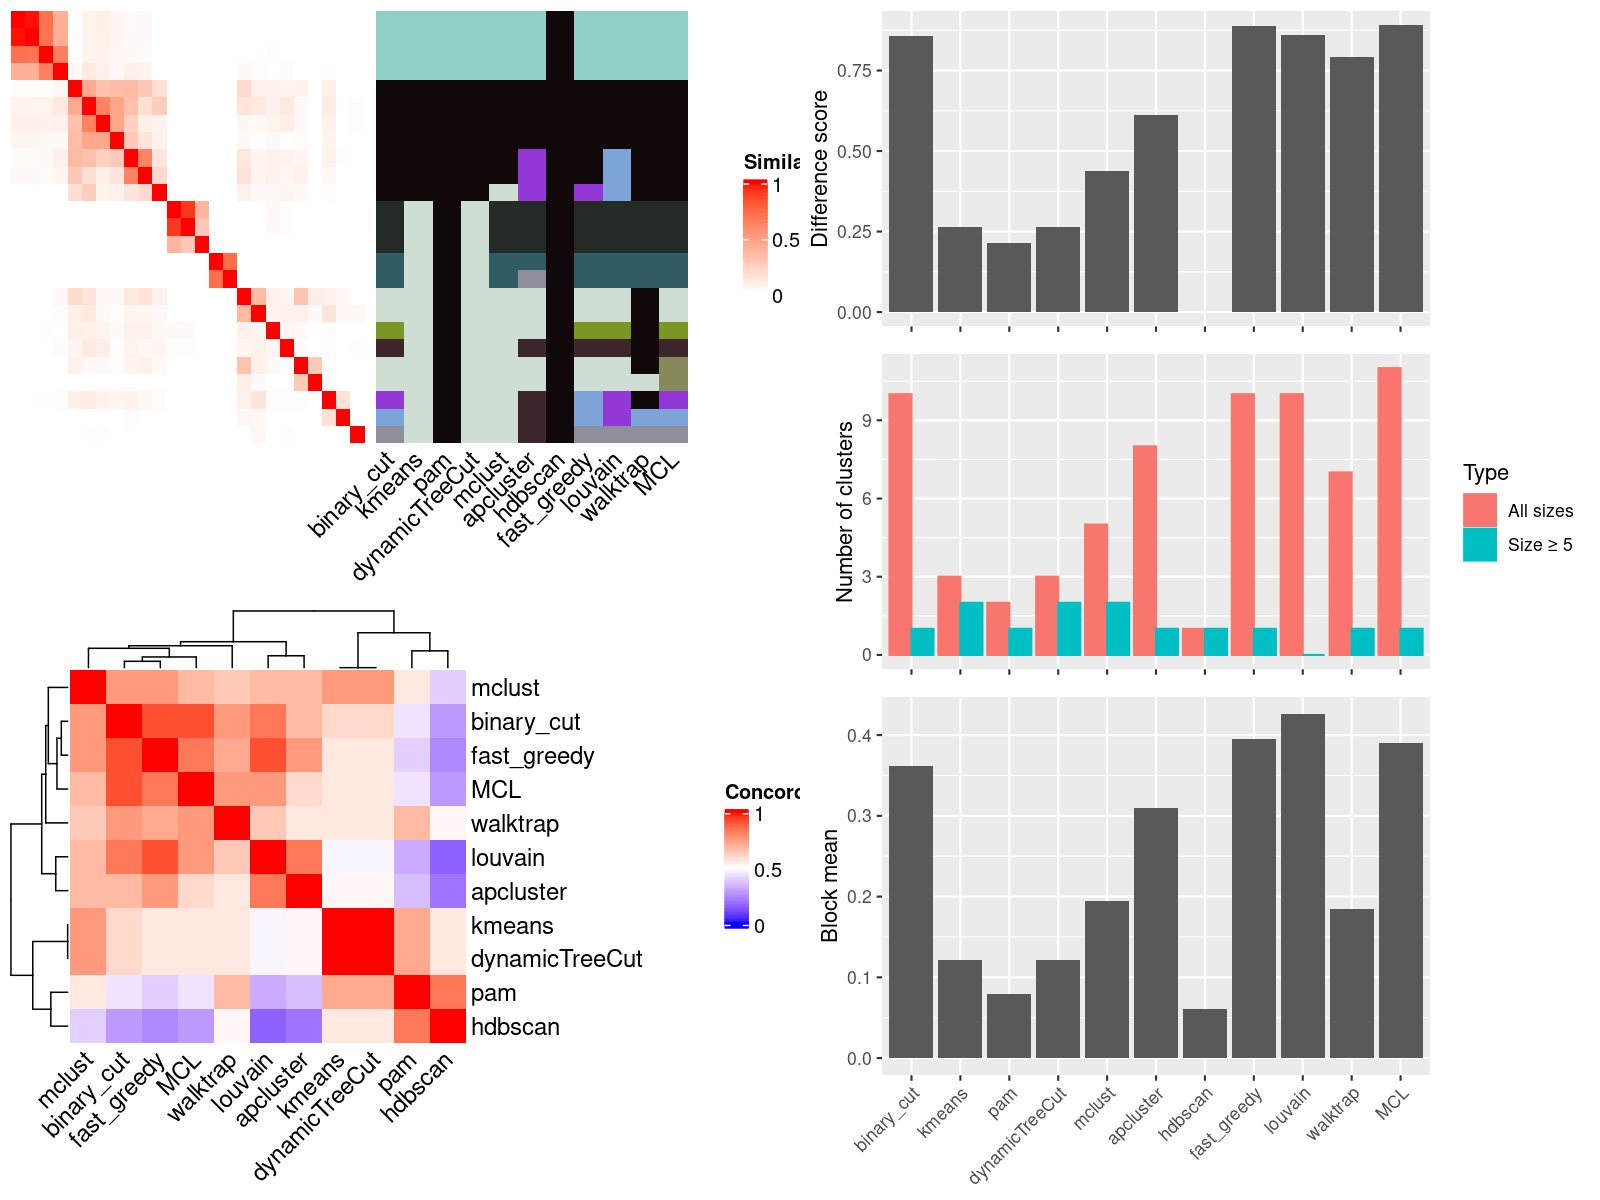 Simila
1
0.5
0
binary_cut
kmeans
pam
dynamicTreeCut
mclust
apcluster
hdbscan
fast_greedy
louvain
walktrap
MCL
Difference score
0.75
0.50
0.25
0.00
Number of clusters
9
6
3
0
Type
All sizes
Size ≥ 5
mclust
binary_cut
fast_greedy
MCL
walktrap
louvain
apcluster
kmeans
dynamicTreeCut
pam
hdbscan
mclust
binary_cut
fast_greedy
MCL
walktrap
louvain
apcluster
kmeans
dynamicTreeCut
pam
hdbscan
Concord
1
0.5
0
Block mean
0.4
0.3
0.2
0.1
0.0
binary_cut
kmeans
pam
dynamicTreeCut
mclust
apcluster
hdbscan
fast_greedy
louvain
walktrap
MCL